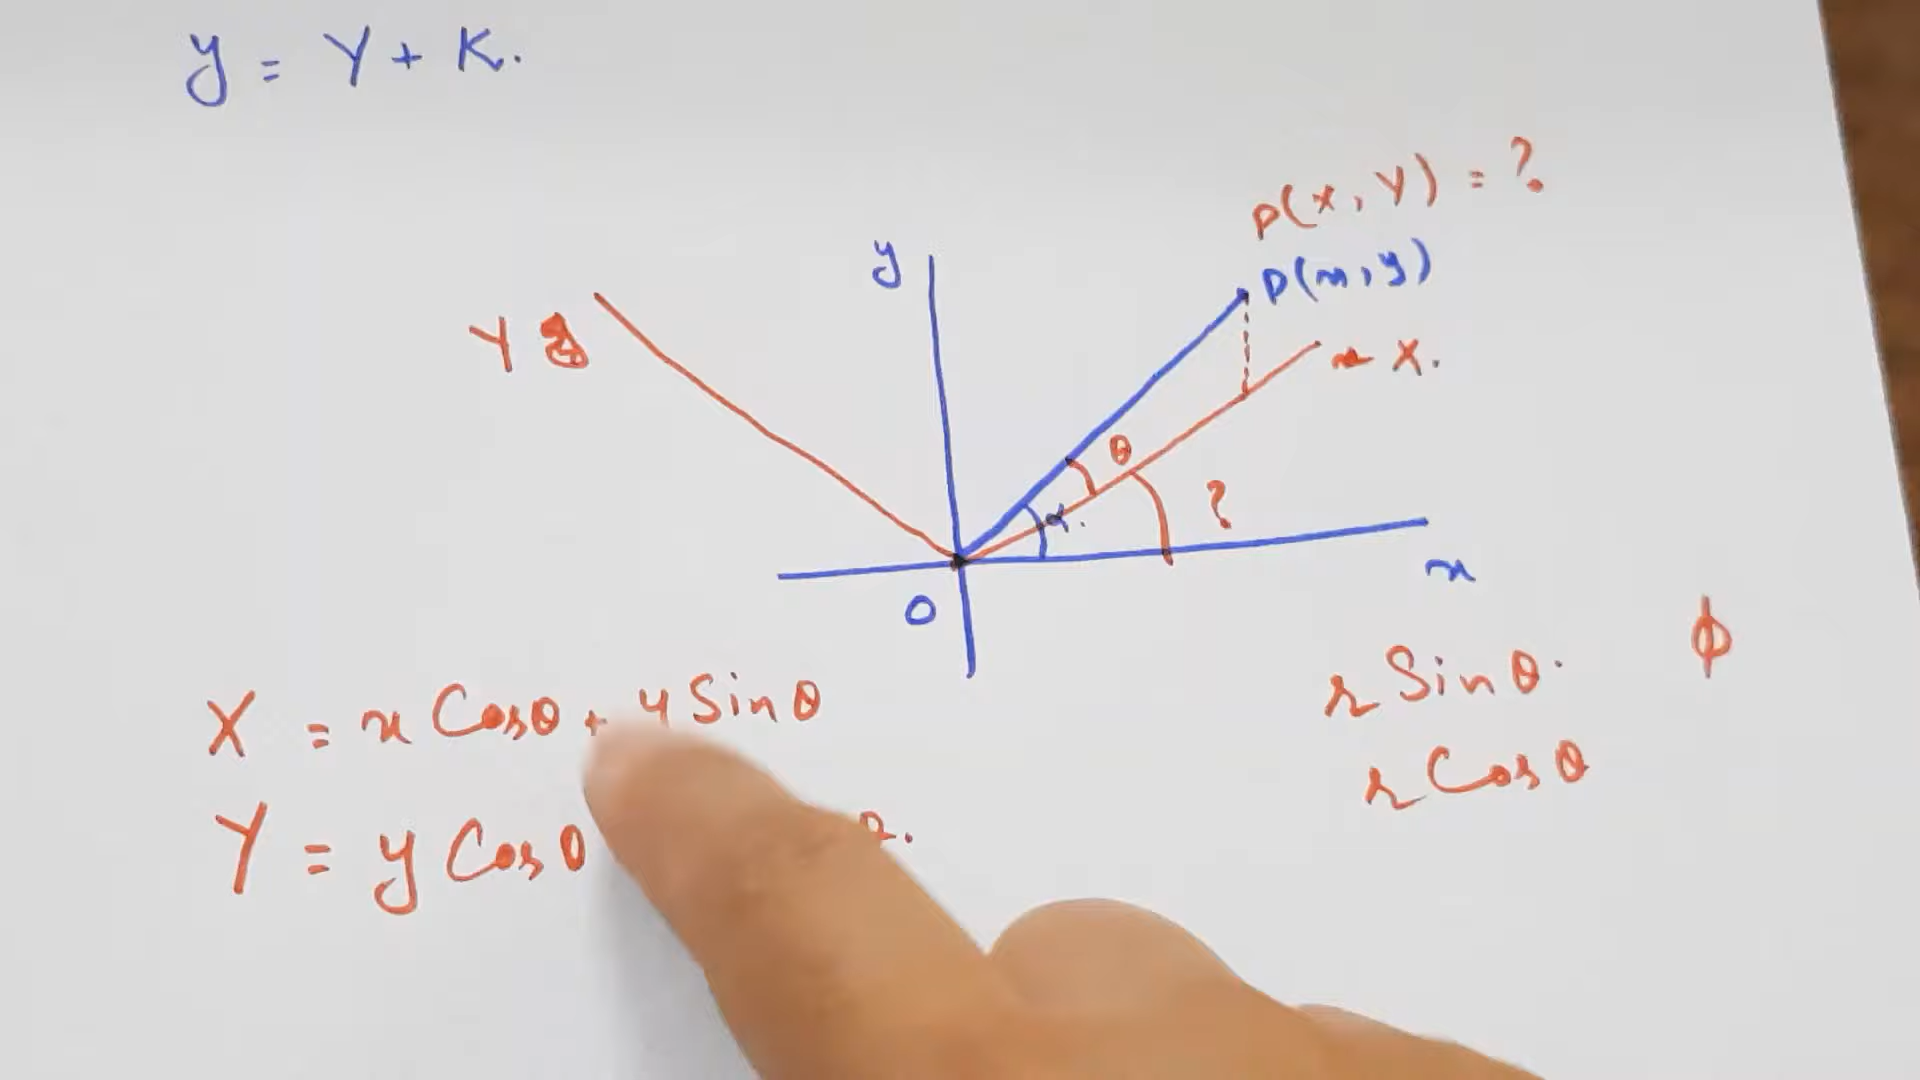 y = Y + K.
P(X, Y) = ?
y
P(x, y)
Y
X.
θ
α.
?
x
O
φ
r Sin θ.
X = x Cos θ + y Sin θ
r Cos θ
Y = y Cos θ